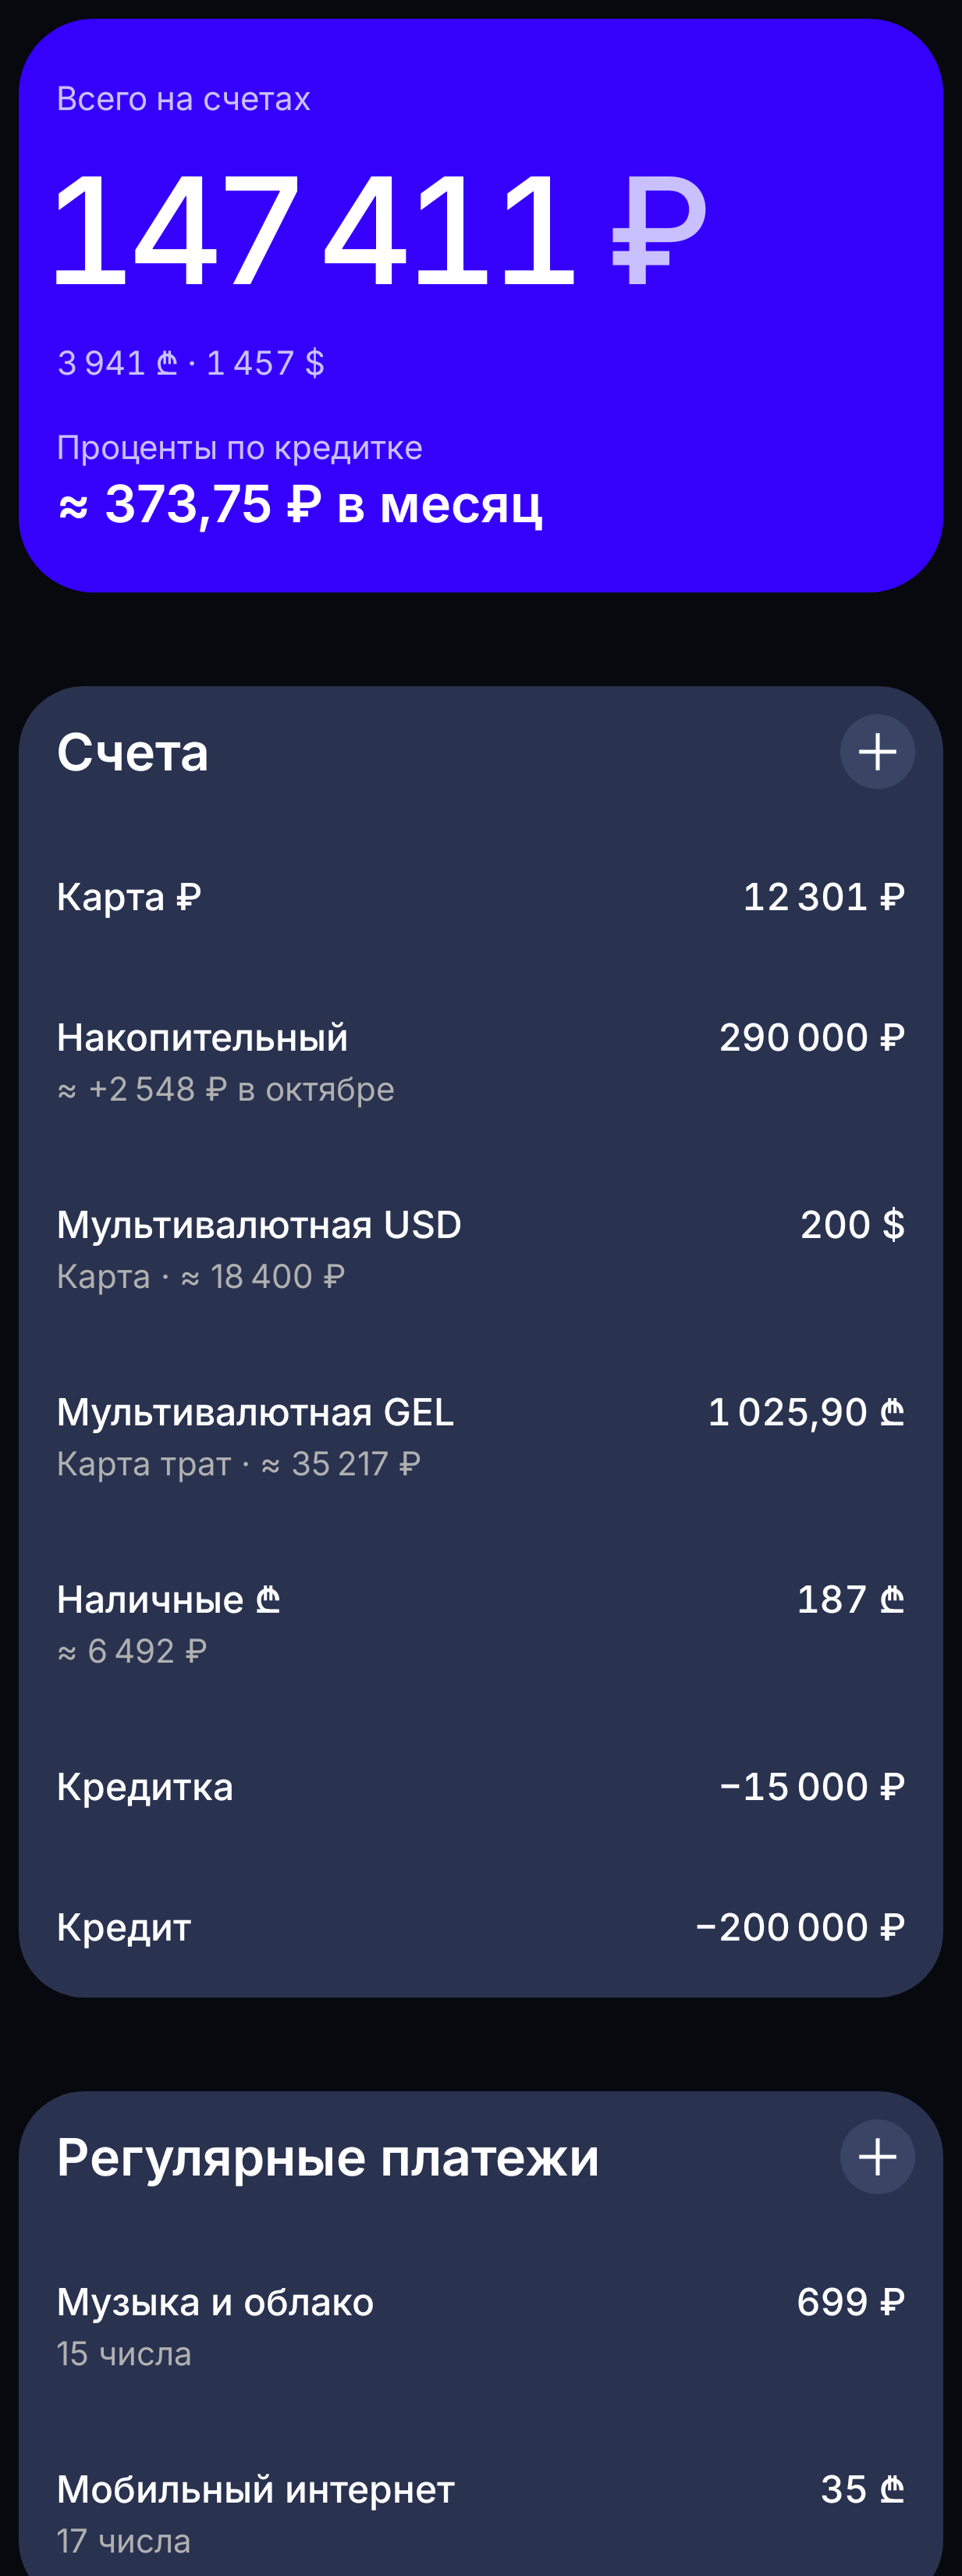 Всего на счетах
147 411 ₽
3 941 ₾ · 1 457 $
Проценты по кредитке
≈ 373,75 ₽ в месяц
Счета
Карта ₽ 12 301 ₽
Накопительный 290 000 ₽
≈ +2 548 ₽ в октябре
Мультивалютная USD 200 $
Карта · ≈ 18 400 ₽
Мультивалютная GEL 1 025,90 ₾
Карта трат · ≈ 35 217 ₽
Наличные ₾ 187 ₾
≈ 6 492 ₽
Кредитка −15 000 ₽
Кредит −200 000 ₽
Регулярные платежи
Музыка и облако 699 ₽
15 числа
Мобильный интернет 35 ₾
17 числа